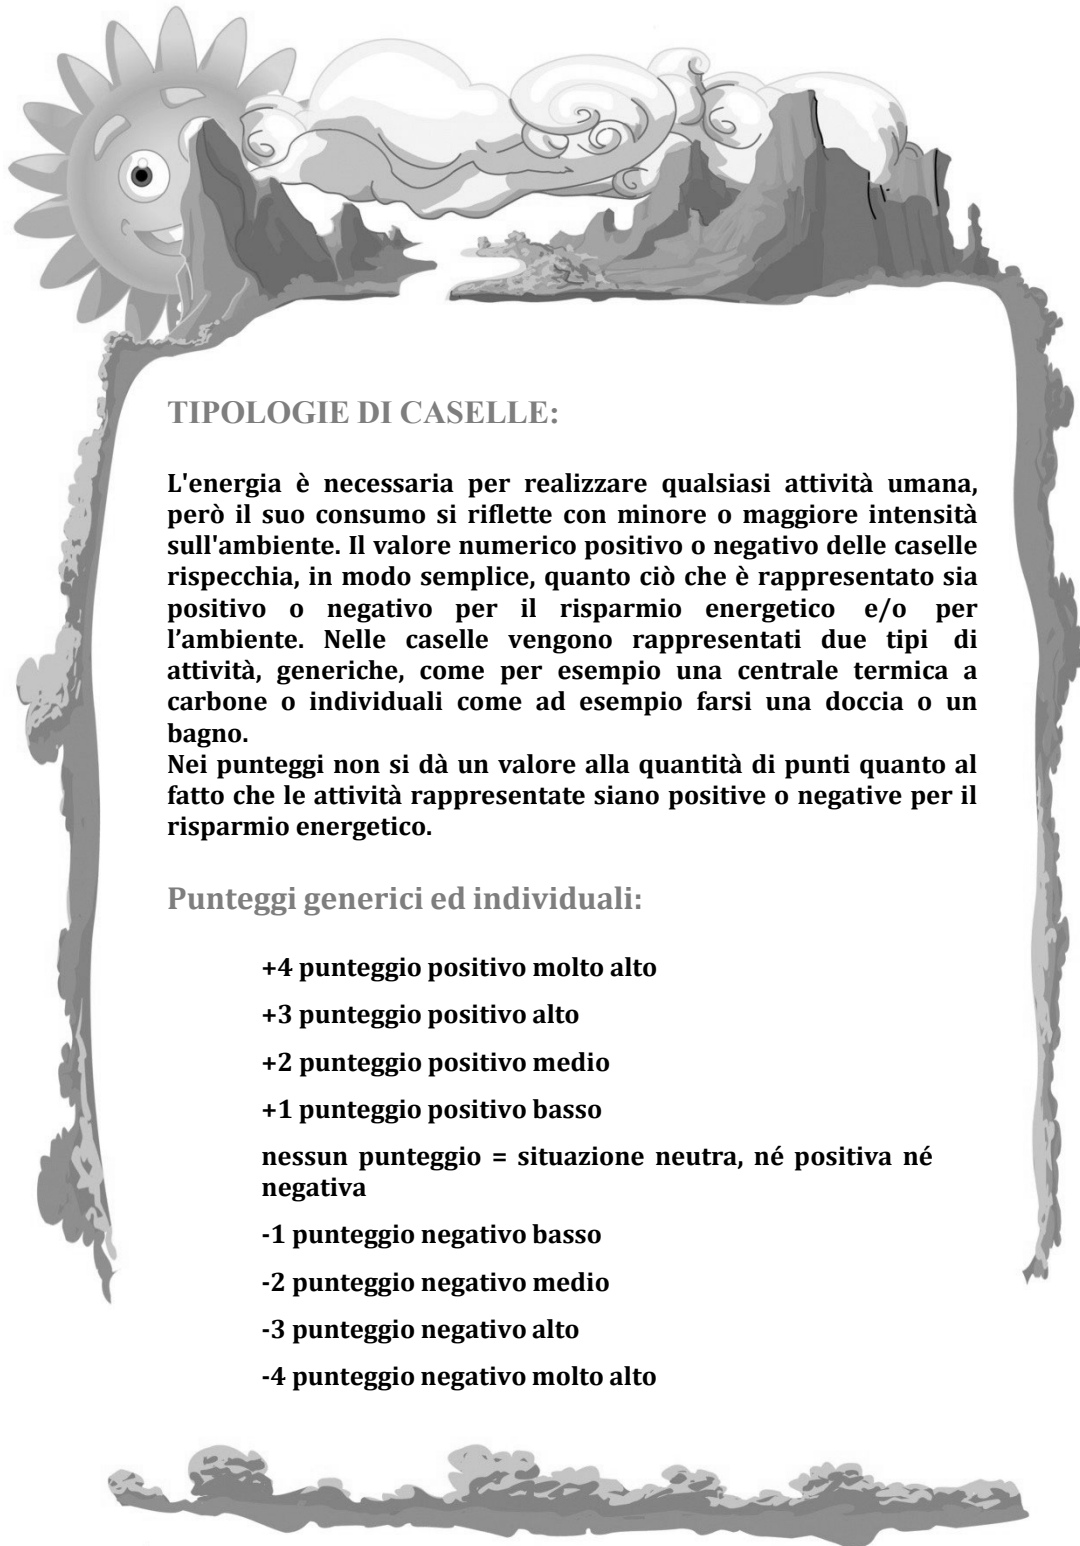 TIPOLOGIE DI CASELLE:
L'energia è necessaria per realizzare qualsiasi attività umana,
però il suo consumo si riflette con minore o maggiore intensità
sull'ambiente. Il valore numerico positivo o negativo delle caselle
rispecchia, in modo semplice, quanto ciò che è rappresentato sia
positivo o negativo per il risparmio energetico e/o per
l’ambiente. Nelle caselle vengono rappresentati due tipi di
attività, generiche, come per esempio una centrale termica a
carbone o individuali come ad esempio farsi una doccia o un
bagno.
Nei punteggi non si dà un valore alla quantità di punti quanto al
fatto che le attività rappresentate siano positive o negative per il
risparmio energetico.
Punteggi generici ed individuali:
+4 punteggio positivo molto alto
+3 punteggio positivo alto
+2 punteggio positivo medio
+1 punteggio positivo basso
nessun punteggio = situazione neutra, né positiva né
negativa
-1 punteggio negativo basso
-2 punteggio negativo medio
-3 punteggio negativo alto
-4 punteggio negativo molto alto